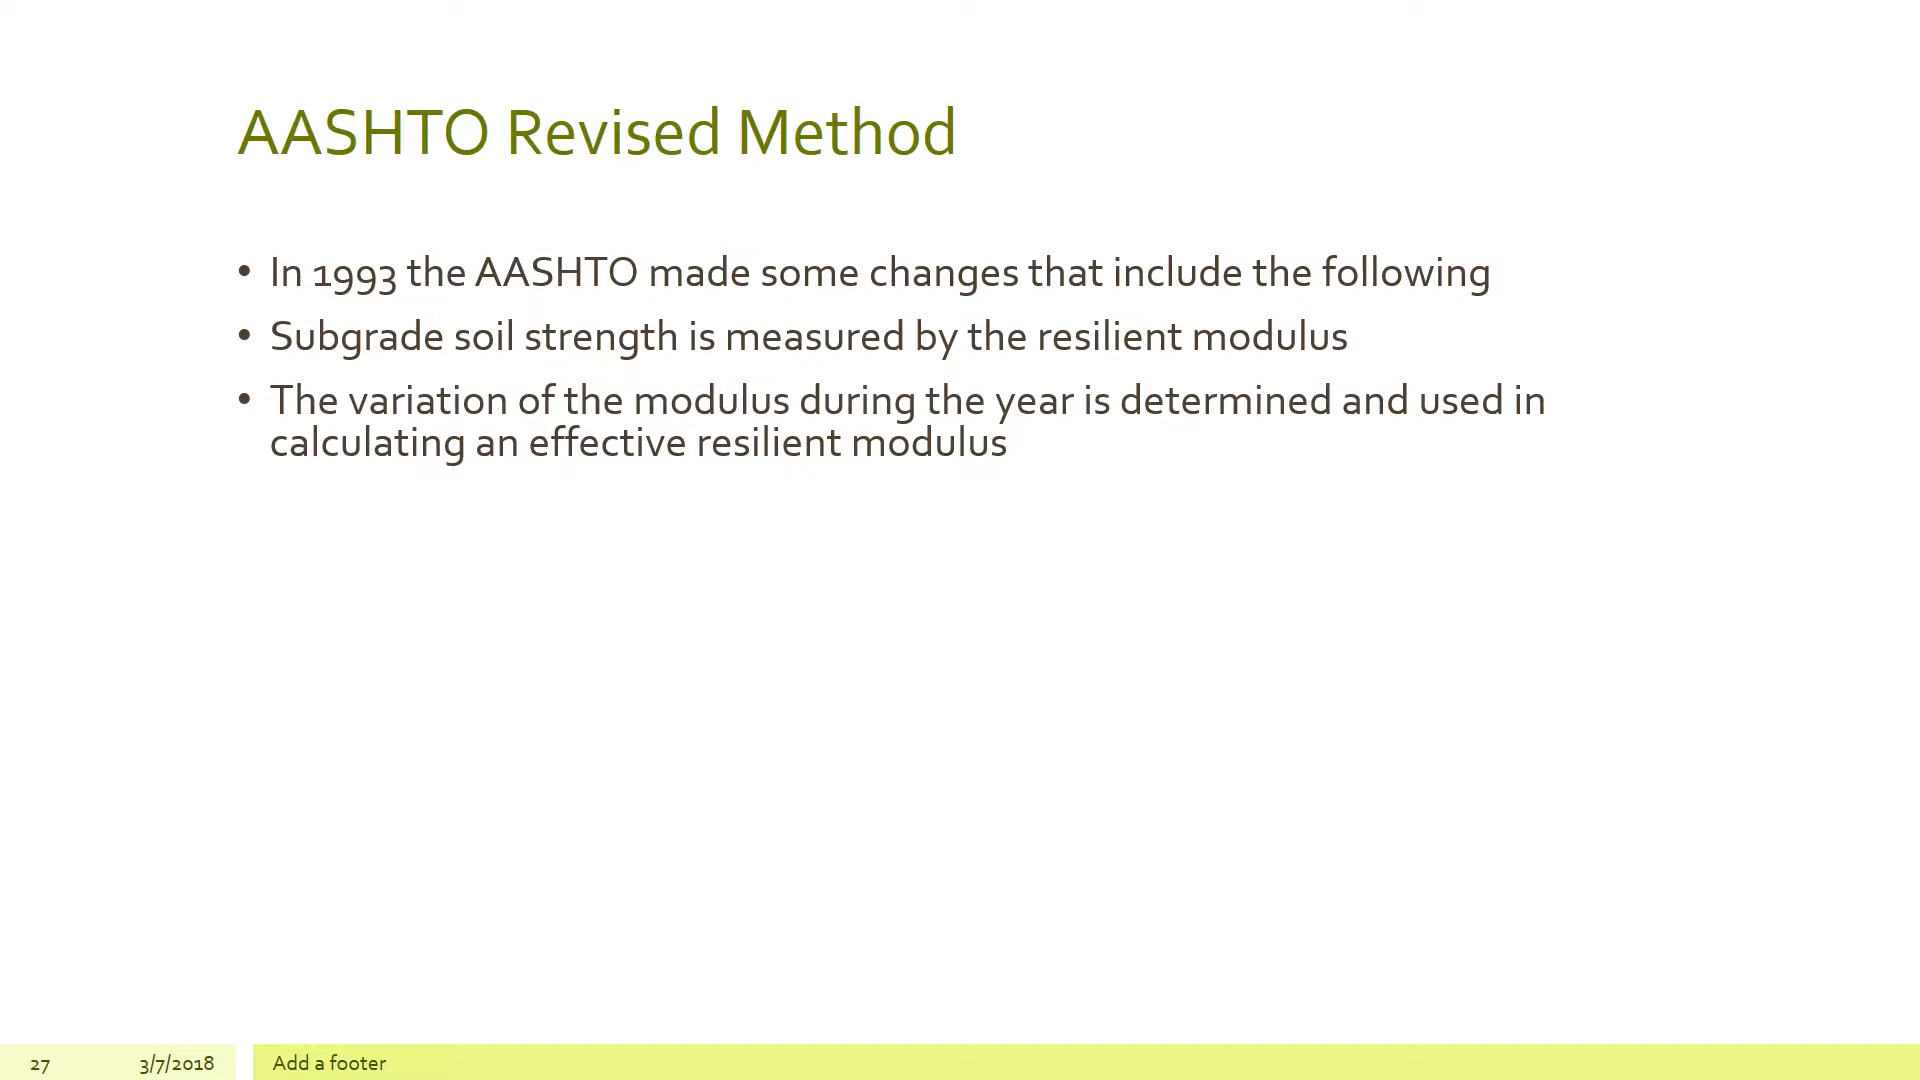 AASHTO Revised Method
• In 1993 the AASHTO made some changes that include the following
• Subgrade soil strength is measured by the resilient modulus
• The variation of the modulus during the year is determined and used in
calculating an effective resilient modulus
27 3/7/2018 Add a footer